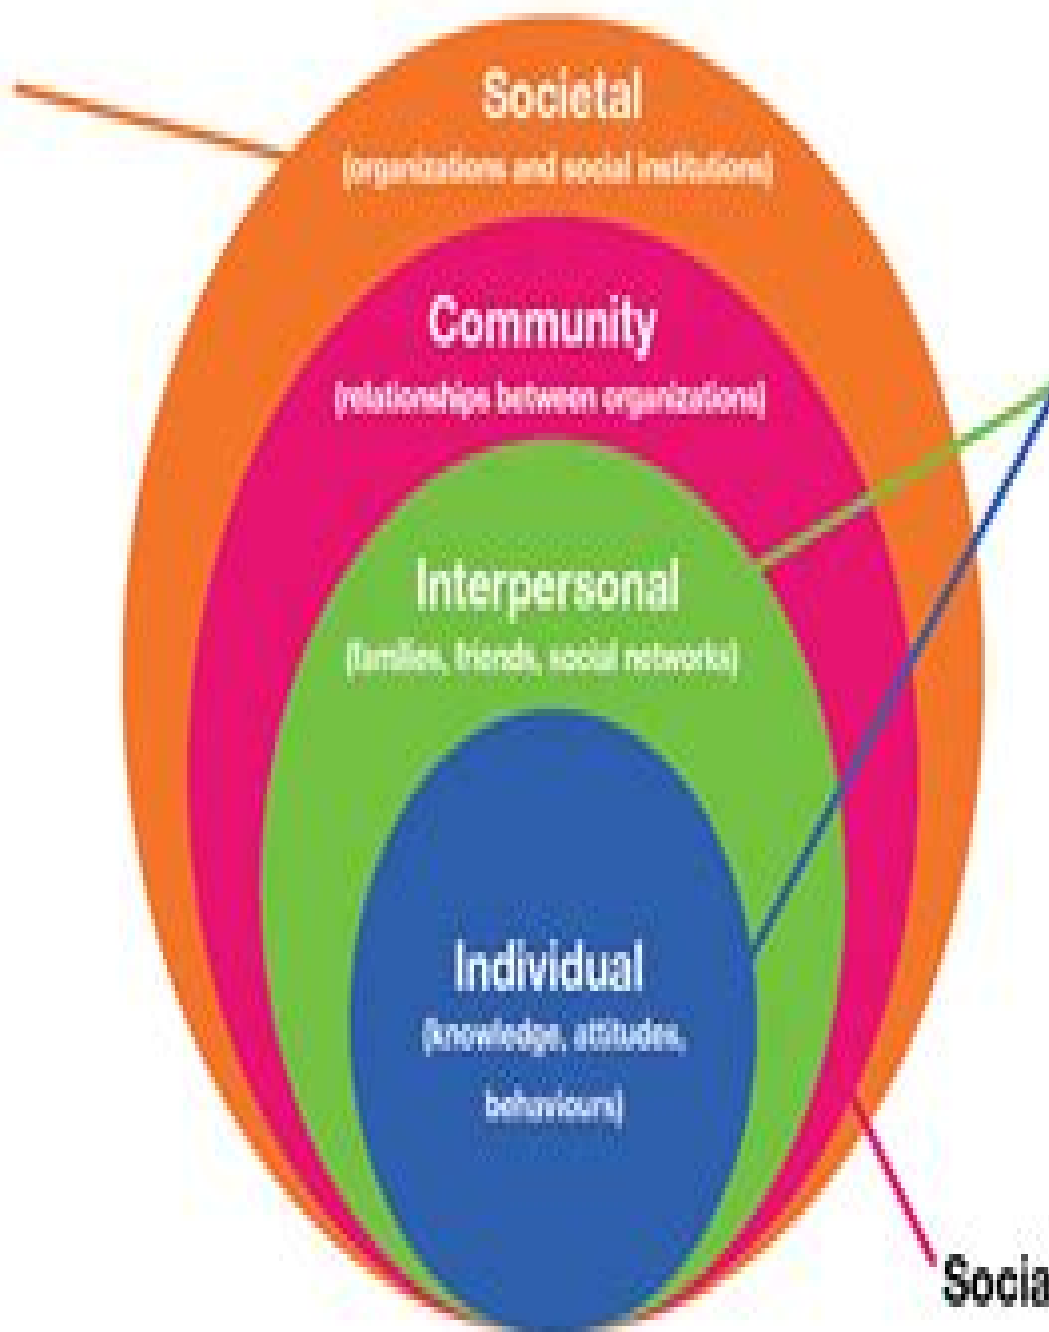 Societal
(organizations and social institutions)
Community
(relationships between organizations)
Interpersonal
(families, friends, social networks)
Individual
(knowledge, attitudes,
behaviours)
Socia